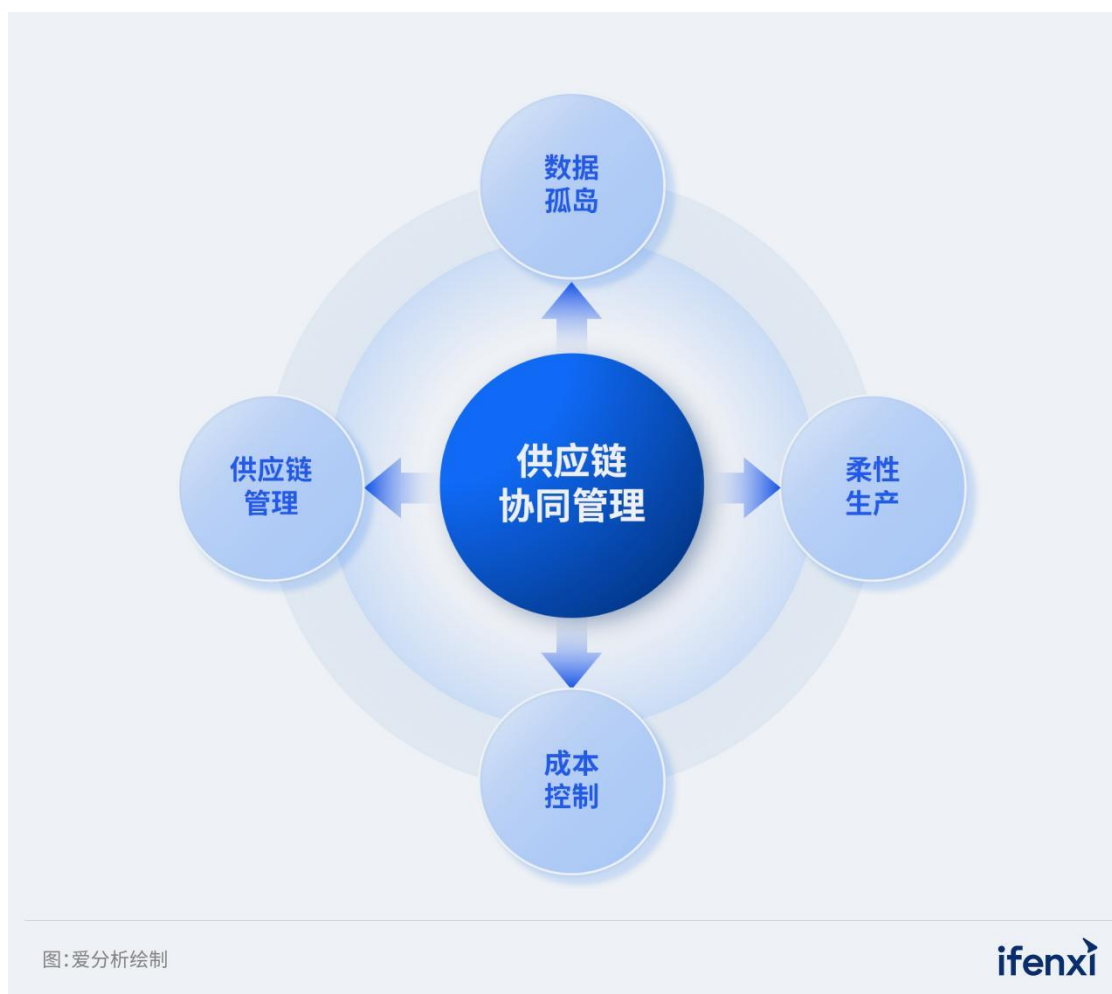 数据
孤岛
供应链
管理
供应链
协同管理
柔性
生产
成本
控制
图:爱分析绘制
ifenxi